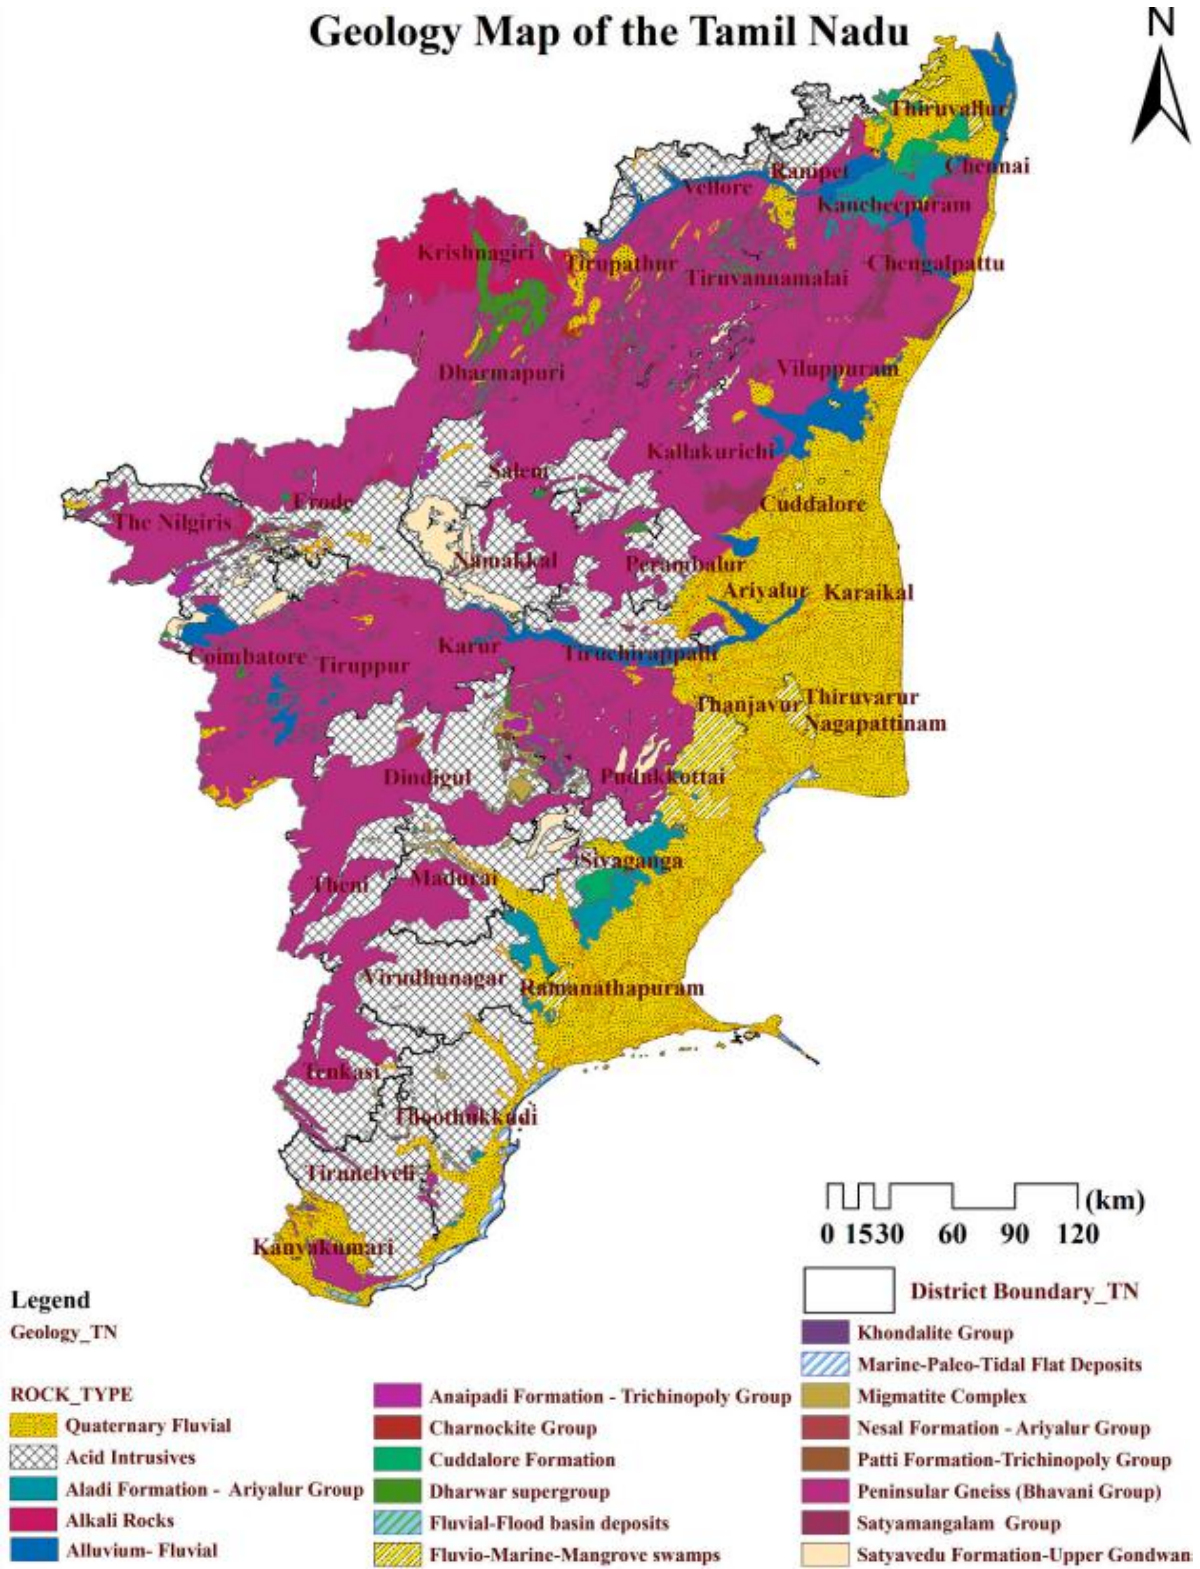 Geology Map of the Tamil Nadu
N
Thiruvallur
Chennai
Ranipet
Vellore
Kancheepuram
Krishnagiri
Tirupathur
Tiruvannamalai
Chengalpattu
Dharmapuri
Viluppuram
Kallakurichi
Salem
Cuddalore
Erode
The Nilgiris
Namakkal
Perambalur
Ariyalur
Karaikal
Coimbatore
Tiruppur
Karur
Tiruchirappalli
Thanjavur
Thiruvarur
Nagapattinam
Dindigul
Pudukkottai
Sivaganga
Theni
Madurai
Virudhunagar
Ramanathapuram
Tenkasi
Thoothukkudi
Tirunelveli
Kanyakumari
(km)
0 15 30 60 90 120
Legend
Geology_TN
ROCK_TYPE
Quaternary Fluvial
Acid Intrusives
Aladi Formation - Ariyalur Group
Alkali Rocks
Alluvium- Fluvial
Anaipadi Formation - Trichinopoly Group
Charnockite Group
Cuddalore Formation
Dharwar supergroup
Fluvial-Flood basin deposits
Fluvio-Marine-Mangrove swamps
District Boundary_TN
Khondalite Group
Marine-Paleo-Tidal Flat Deposits
Migmatite Complex
Nesal Formation - Ariyalur Group
Patti Formation-Trichinopoly Group
Peninsular Gneiss (Bhavani Group)
Satyamangalam Group
Satyavedu Formation-Upper Gondwan